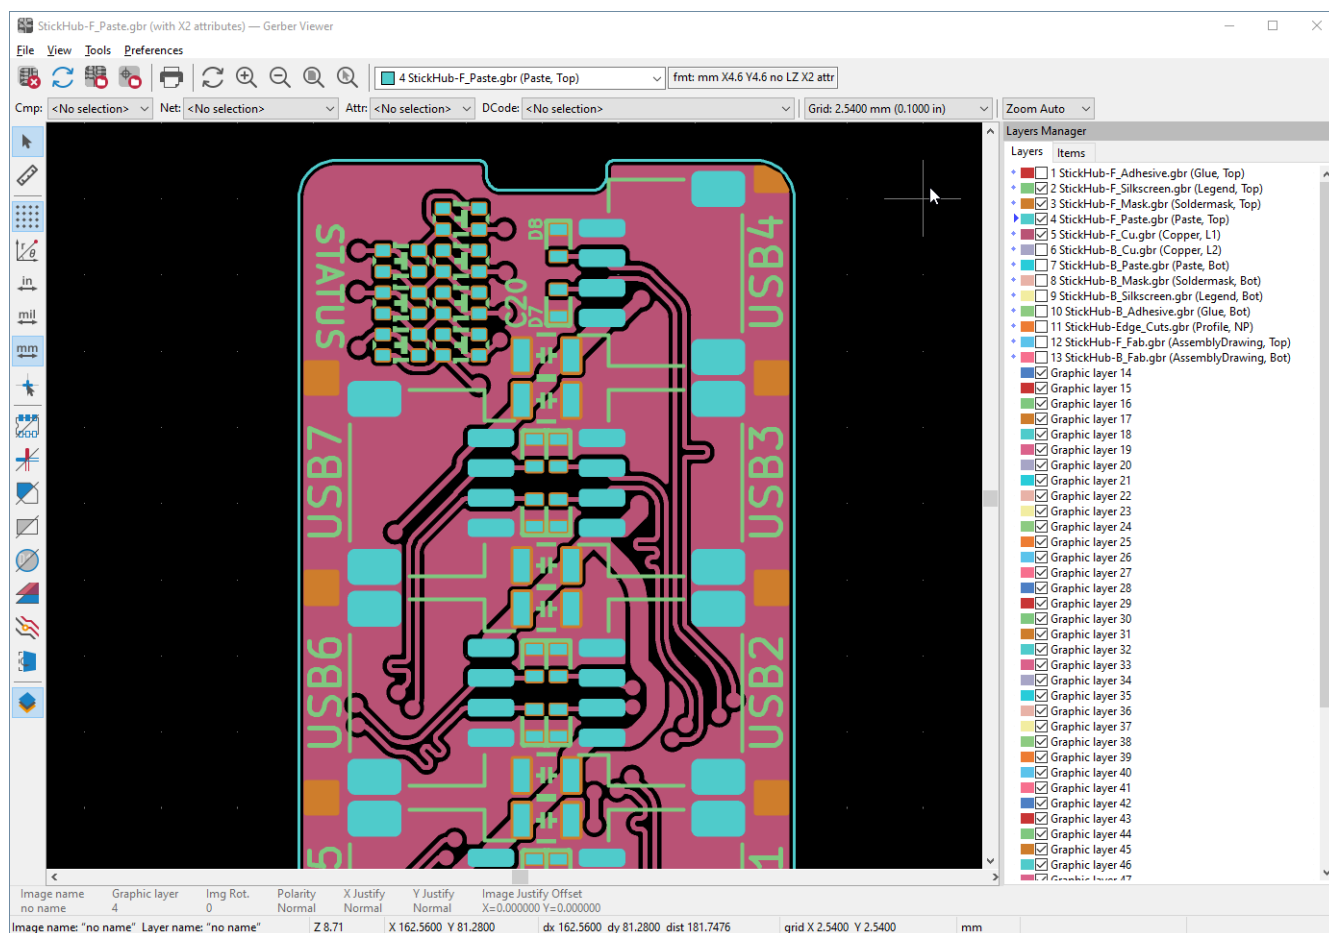 StickHub-F_Paste.gbr (with X2 attributes) — Gerber Viewer
File View Tools Preferences
4 StickHub-F_Paste.gbr (Paste, Top) fmt: mm X4.6 Y4.6 no LZ X2 attr
Cmp: <No selection> Net: <No selection> Attr: <No selection> DCode: <No selection> Grid: 2.5400 mm (0.1000 in) Zoom Auto
in
mil
mm
STATUS
D8
C20
D7
USB4
USB7
USB3
USB6
USB2
5
1
Layers Manager
Layers Items
1 StickHub-F_Adhesive.gbr (Glue, Top)
2 StickHub-F_Silkscreen.gbr (Legend, Top)
3 StickHub-F_Mask.gbr (Soldermask, Top)
4 StickHub-F_Paste.gbr (Paste, Top)
5 StickHub-F_Cu.gbr (Copper, L1)
6 StickHub-B_Cu.gbr (Copper, L2)
7 StickHub-B_Paste.gbr (Paste, Bot)
8 StickHub-B_Mask.gbr (Soldermask, Bot)
9 StickHub-B_Silkscreen.gbr (Legend, Bot)
10 StickHub-B_Adhesive.gbr (Glue, Bot)
11 StickHub-Edge_Cuts.gbr (Profile, NP)
12 StickHub-F_Fab.gbr (AssemblyDrawing, Top)
13 StickHub-B_Fab.gbr (AssemblyDrawing, Bot)
Graphic layer 14
Graphic layer 15
Graphic layer 16
Graphic layer 17
Graphic layer 18
Graphic layer 19
Graphic layer 20
Graphic layer 21
Graphic layer 22
Graphic layer 23
Graphic layer 24
Graphic layer 25
Graphic layer 26
Graphic layer 27
Graphic layer 28
Graphic layer 29
Graphic layer 30
Graphic layer 31
Graphic layer 32
Graphic layer 33
Graphic layer 34
Graphic layer 35
Graphic layer 36
Graphic layer 37
Graphic layer 38
Graphic layer 39
Graphic layer 40
Graphic layer 41
Graphic layer 42
Graphic layer 43
Graphic layer 44
Graphic layer 45
Graphic layer 46
Graphic layer 47
Image name Graphic layer Img Rot. Polarity X Justify Y Justify Image Justify Offset
no name 4 0 Normal Normal Normal X=0.000000 Y=0.000000
Image name: "no name" Layer name: "no name" Z 8.71 X 162.5600 Y 81.2800 dx 162.5600 dy 81.2800 dist 181.7476 grid X 2.5400 Y 2.5400 mm